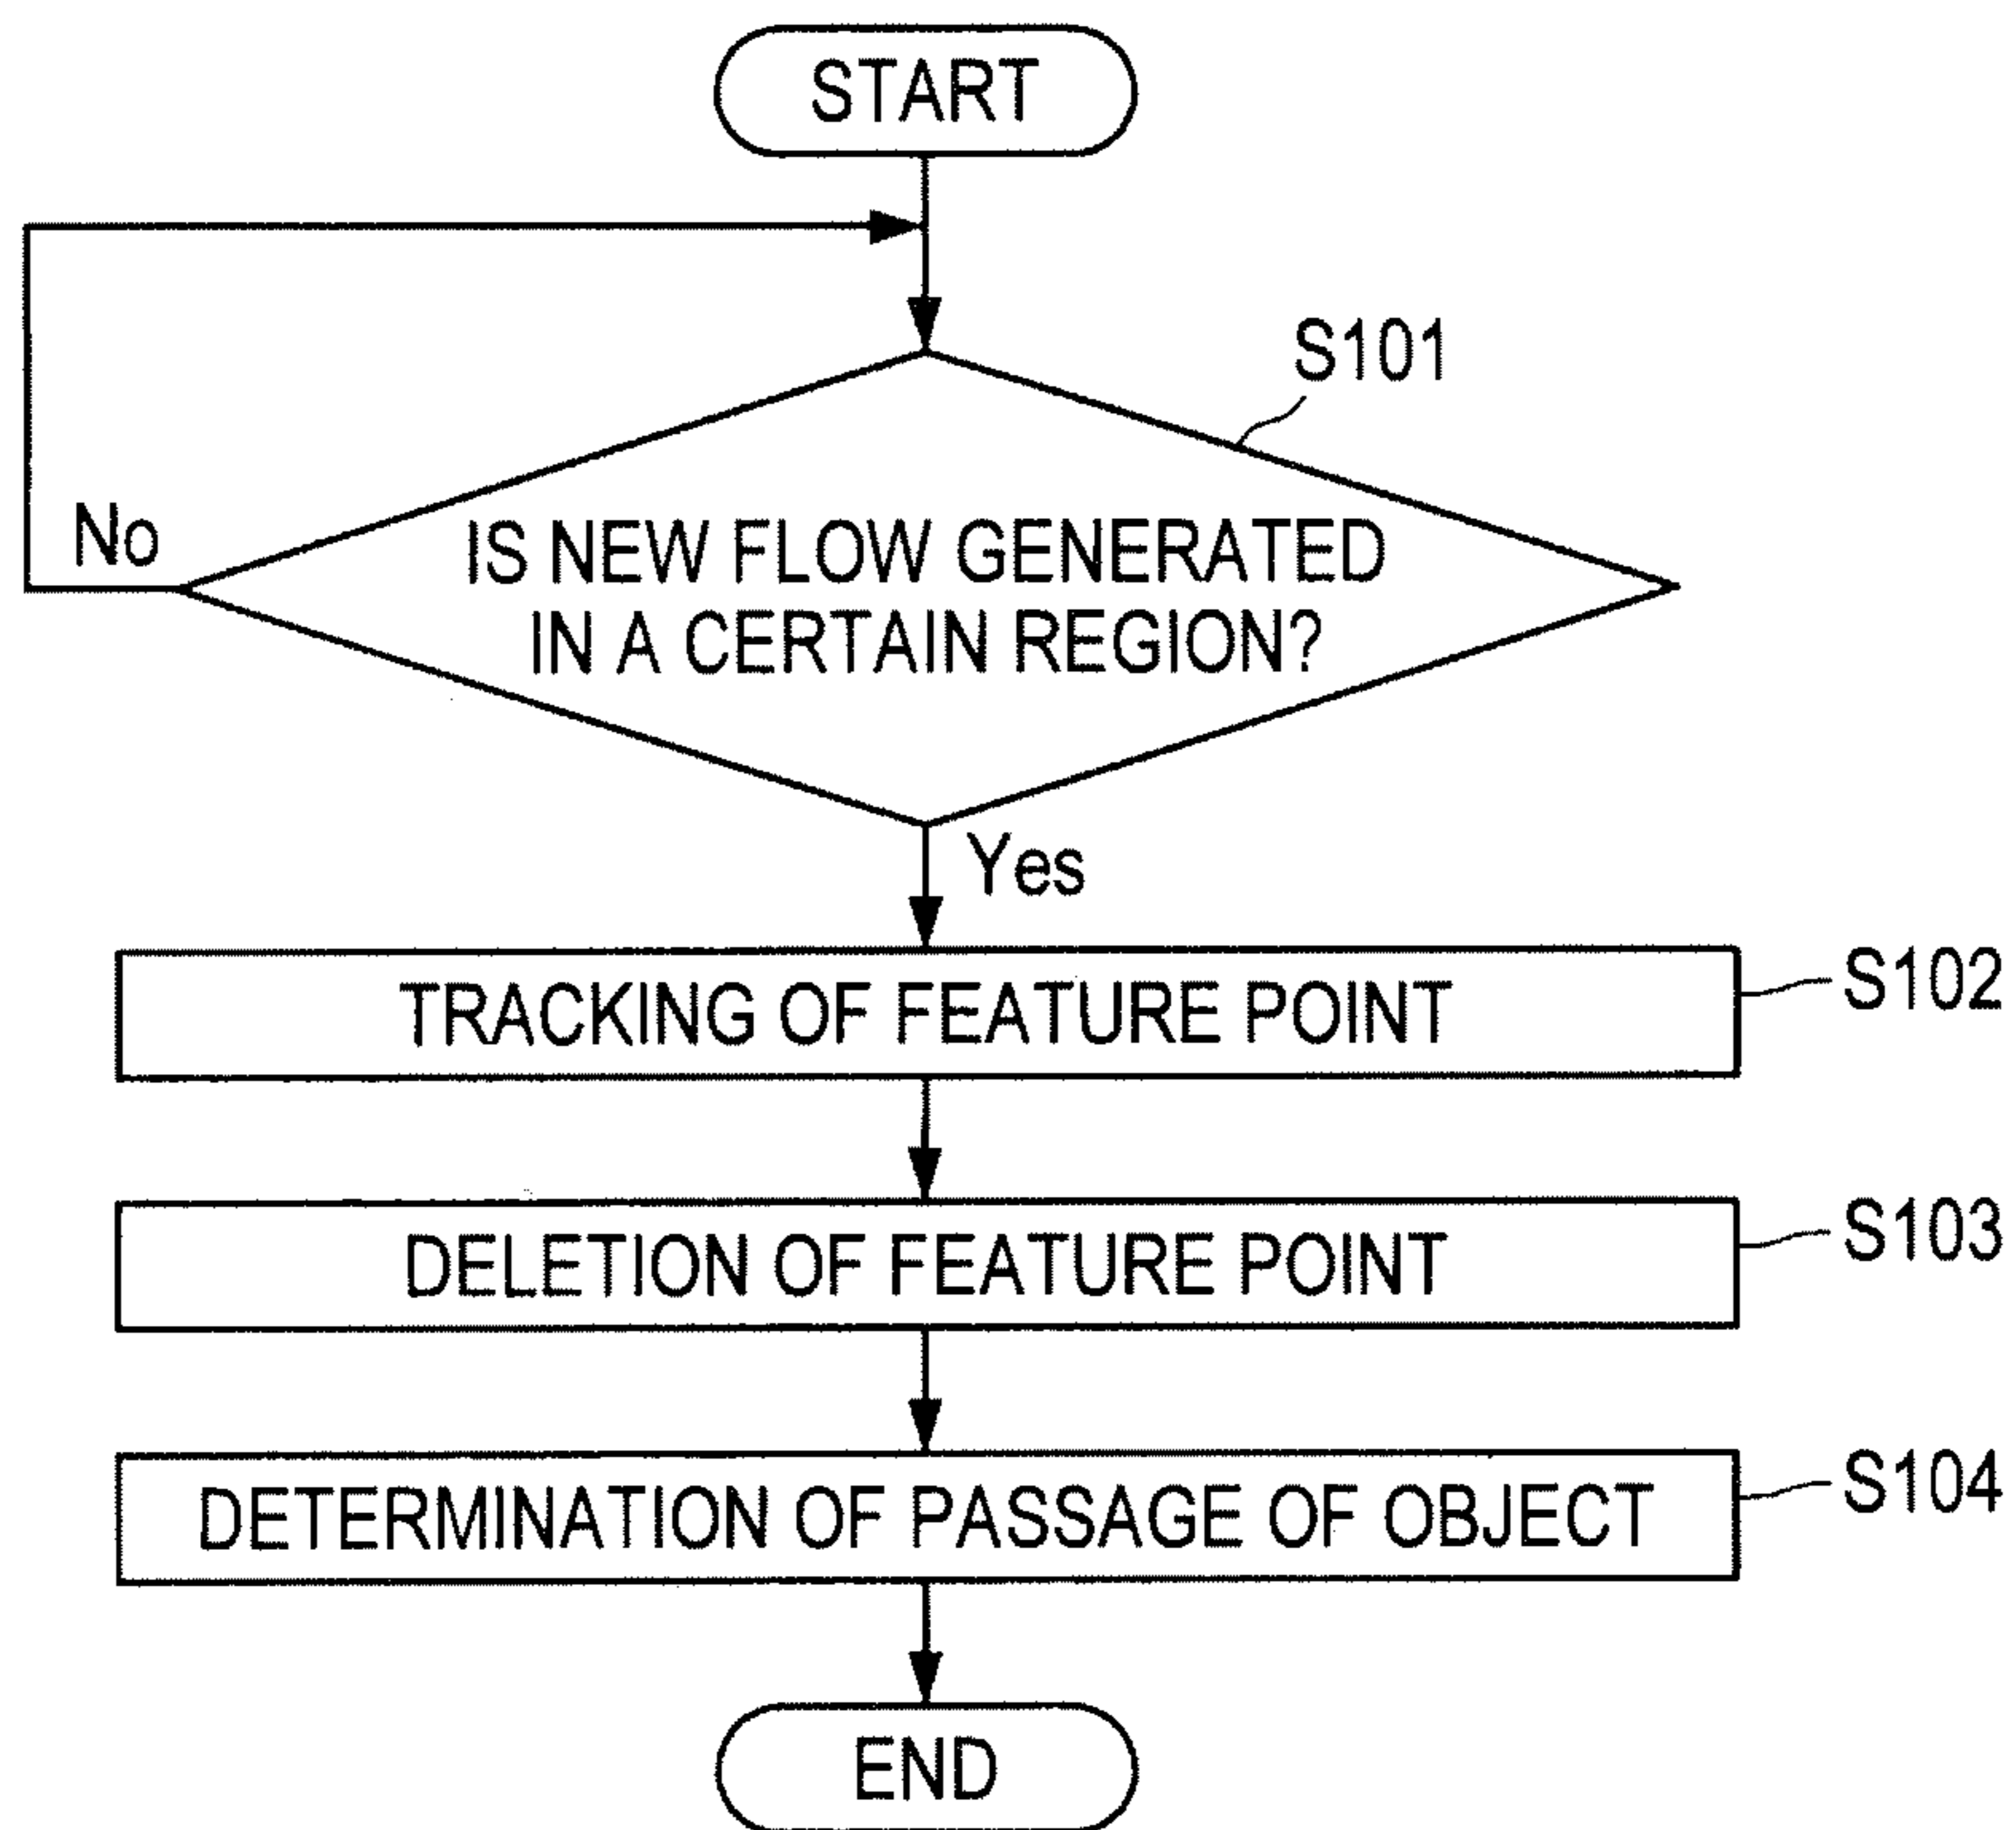 START
S101
No
IS NEW FLOW GENERATED
IN A CERTAIN REGION?
Yes
TRACKING OF FEATURE POINT
S102
DELETION OF FEATURE POINT
S103
DETERMINATION OF PASSAGE OF OBJECT
S104
END